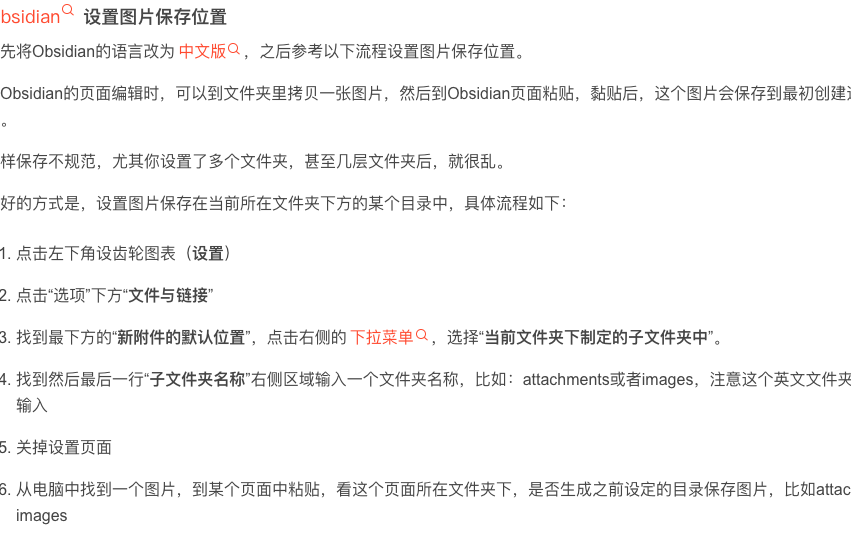 bsidian 设置图片保存位置
先将Obsidian的语言改为 中文版，之后参考以下流程设置图片保存位置。
Obsidian的页面编辑时，可以到文件夹里拷贝一张图片，然后到Obsidian页面粘贴，黏贴后，这个图片会保存到最初创建
。
样保存不规范，尤其你设置了多个文件夹，甚至几层文件夹后，就很乱。
好的方式是，设置图片保存在当前所在文件夹下方的某个目录中，具体流程如下：
1. 点击左下角设齿轮图表（设置）
2. 点击“选项”下方“文件与链接”
3. 找到最下方的“新附件的默认位置”，点击右侧的 下拉菜单，选择“当前文件夹下制定的子文件夹中”。
4. 找到然后最后一行“子文件夹名称”右侧区域输入一个文件夹名称，比如：attachments或者images，注意这个英文文件夹
输入
5. 关掉设置页面
6. 从电脑中找到一个图片，到某个页面中粘贴，看这个页面所在文件夹下，是否生成之前设定的目录保存图片，比如attac
images